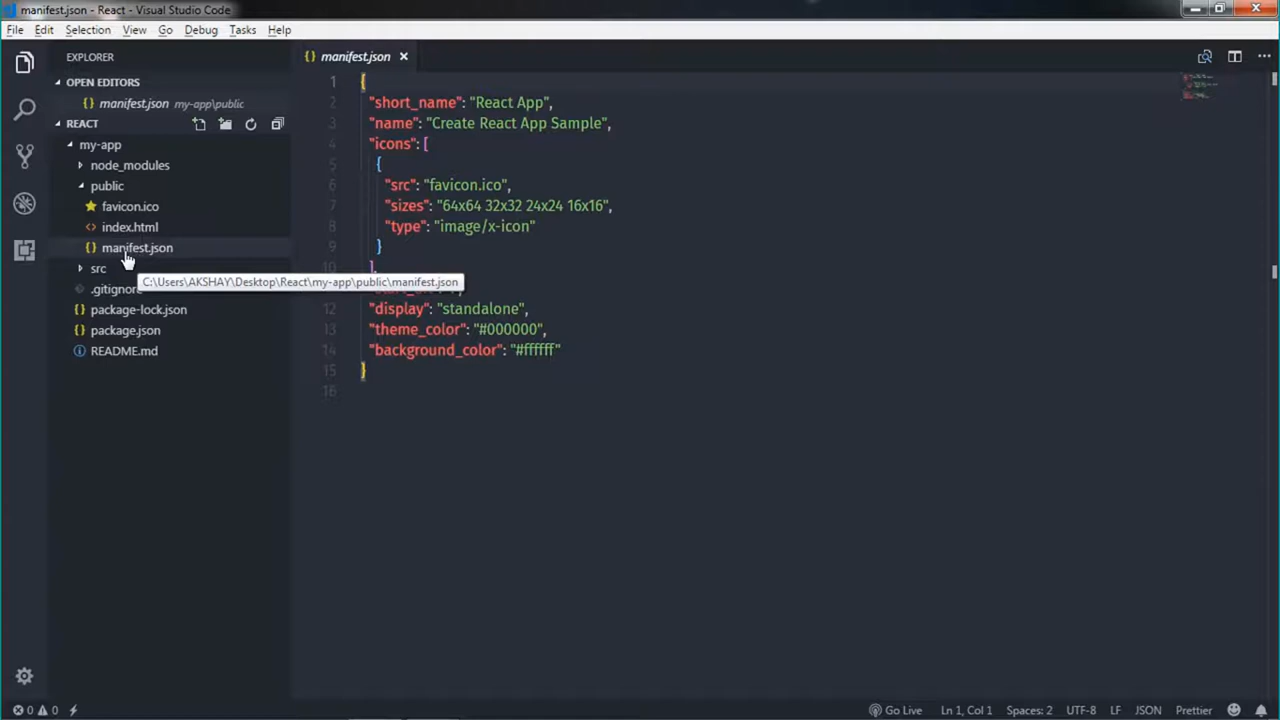 manifest.json - React - Visual Studio Code
File Edit Selection View Go Debug Tasks Help
EXPLORER
OPEN EDITORS
{} manifest.json my-app\public
REACT
my-app
node_modules
public
favicon.ico
<> index.html
{} manifest.json
src
.gitignore
{} package-lock.json
{} package.json
README.md
C:\Users\AKSHAY\Desktop\React\my-app\public\manifest.json
{} manifest.json ×
1 {
2 "short_name": "React App",
3 "name": "Create React App Sample",
4 "icons": [
5 {
6 "src": "favicon.ico",
7 "sizes": "64x64 32x32 24x24 16x16",
8 "type": "image/x-icon"
9 }
10 ],
12 "display": "standalone",
13 "theme_color": "#000000",
14 "background_color": "#ffffff"
15 }
16
0 0 Go Live Ln 1, Col 1 Spaces: 2 UTF-8 LF JSON Prettier